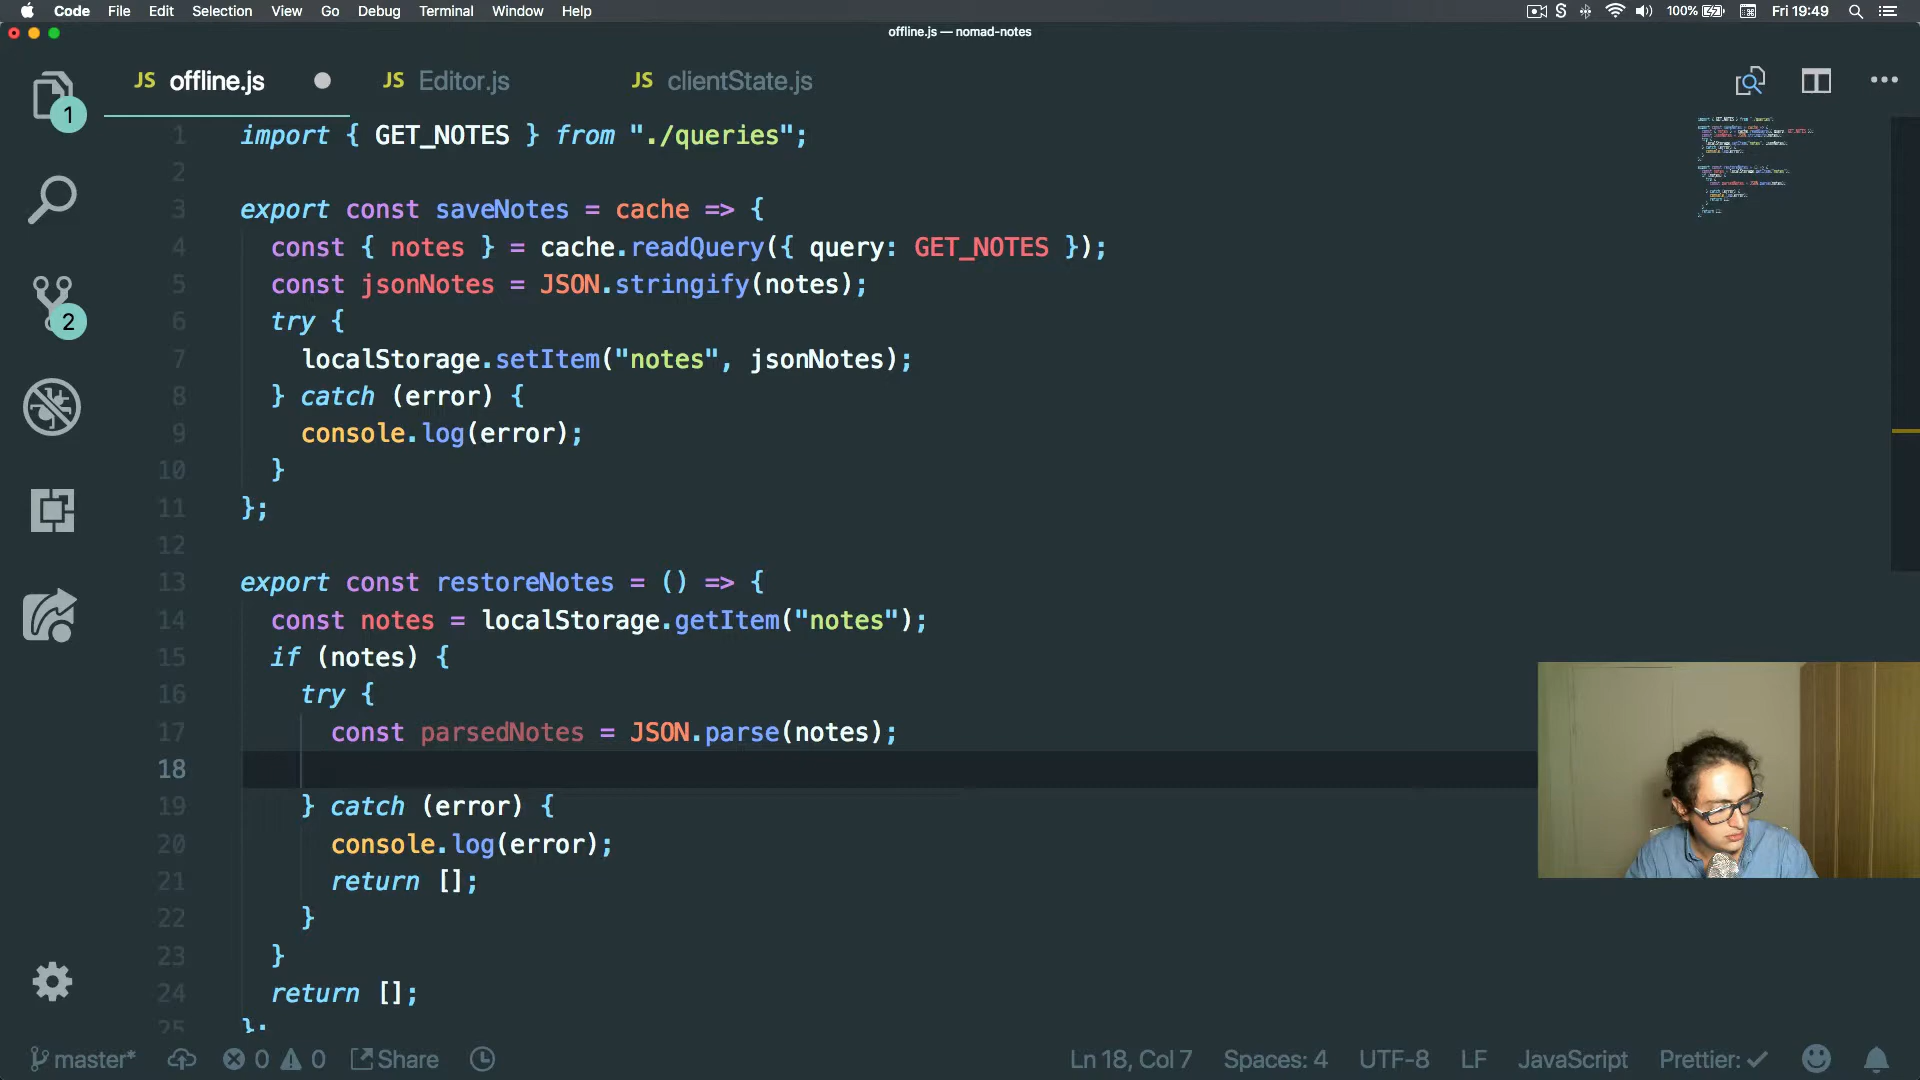 Code File Edit Selection View Go Debug Terminal Window Help 100% Fri 19:49
offline.js — nomad-notes
JS offline.js JS Editor.js JS clientState.js
1
2
1 import { GET_NOTES } from "./queries";
2
3 export const saveNotes = cache => {
4 const { notes } = cache.readQuery({ query: GET_NOTES });
5 const jsonNotes = JSON.stringify(notes);
6 try {
7 localStorage.setItem("notes", jsonNotes);
8 } catch (error) {
9 console.log(error);
10 }
11 };
12
13 export const restoreNotes = () => {
14 const notes = localStorage.getItem("notes");
15 if (notes) {
16 try {
17 const parsedNotes = JSON.parse(notes);
18
19 } catch (error) {
20 console.log(error);
21 return [];
22 }
23 }
24 return [];
25 };
master* 0 0 Share Ln 18, Col 7 Spaces: 4 UTF-8 LF JavaScript Prettier: ✓